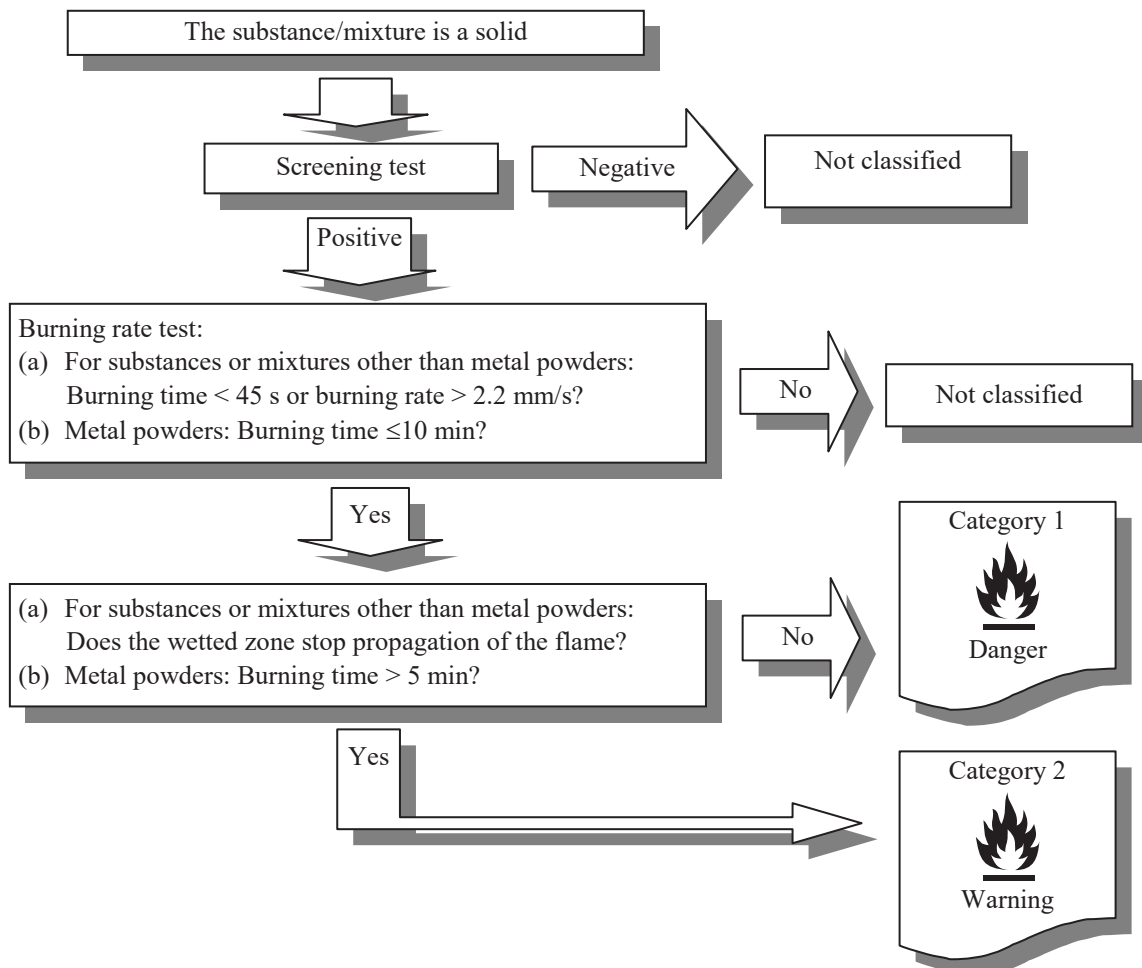 The substance/mixture is a solid
Screening test
Negative
Not classified
Positive
Burning rate test:
(a) For substances or mixtures other than metal powders:
Burning time < 45 s or burning rate > 2.2 mm/s?
(b) Metal powders: Burning time ≤10 min?
No
Not classified
Yes
(a) For substances or mixtures other than metal powders:
Does the wetted zone stop propagation of the flame?
(b) Metal powders: Burning time > 5 min?
No
Category 1
Danger
Yes
Category 2
Warning